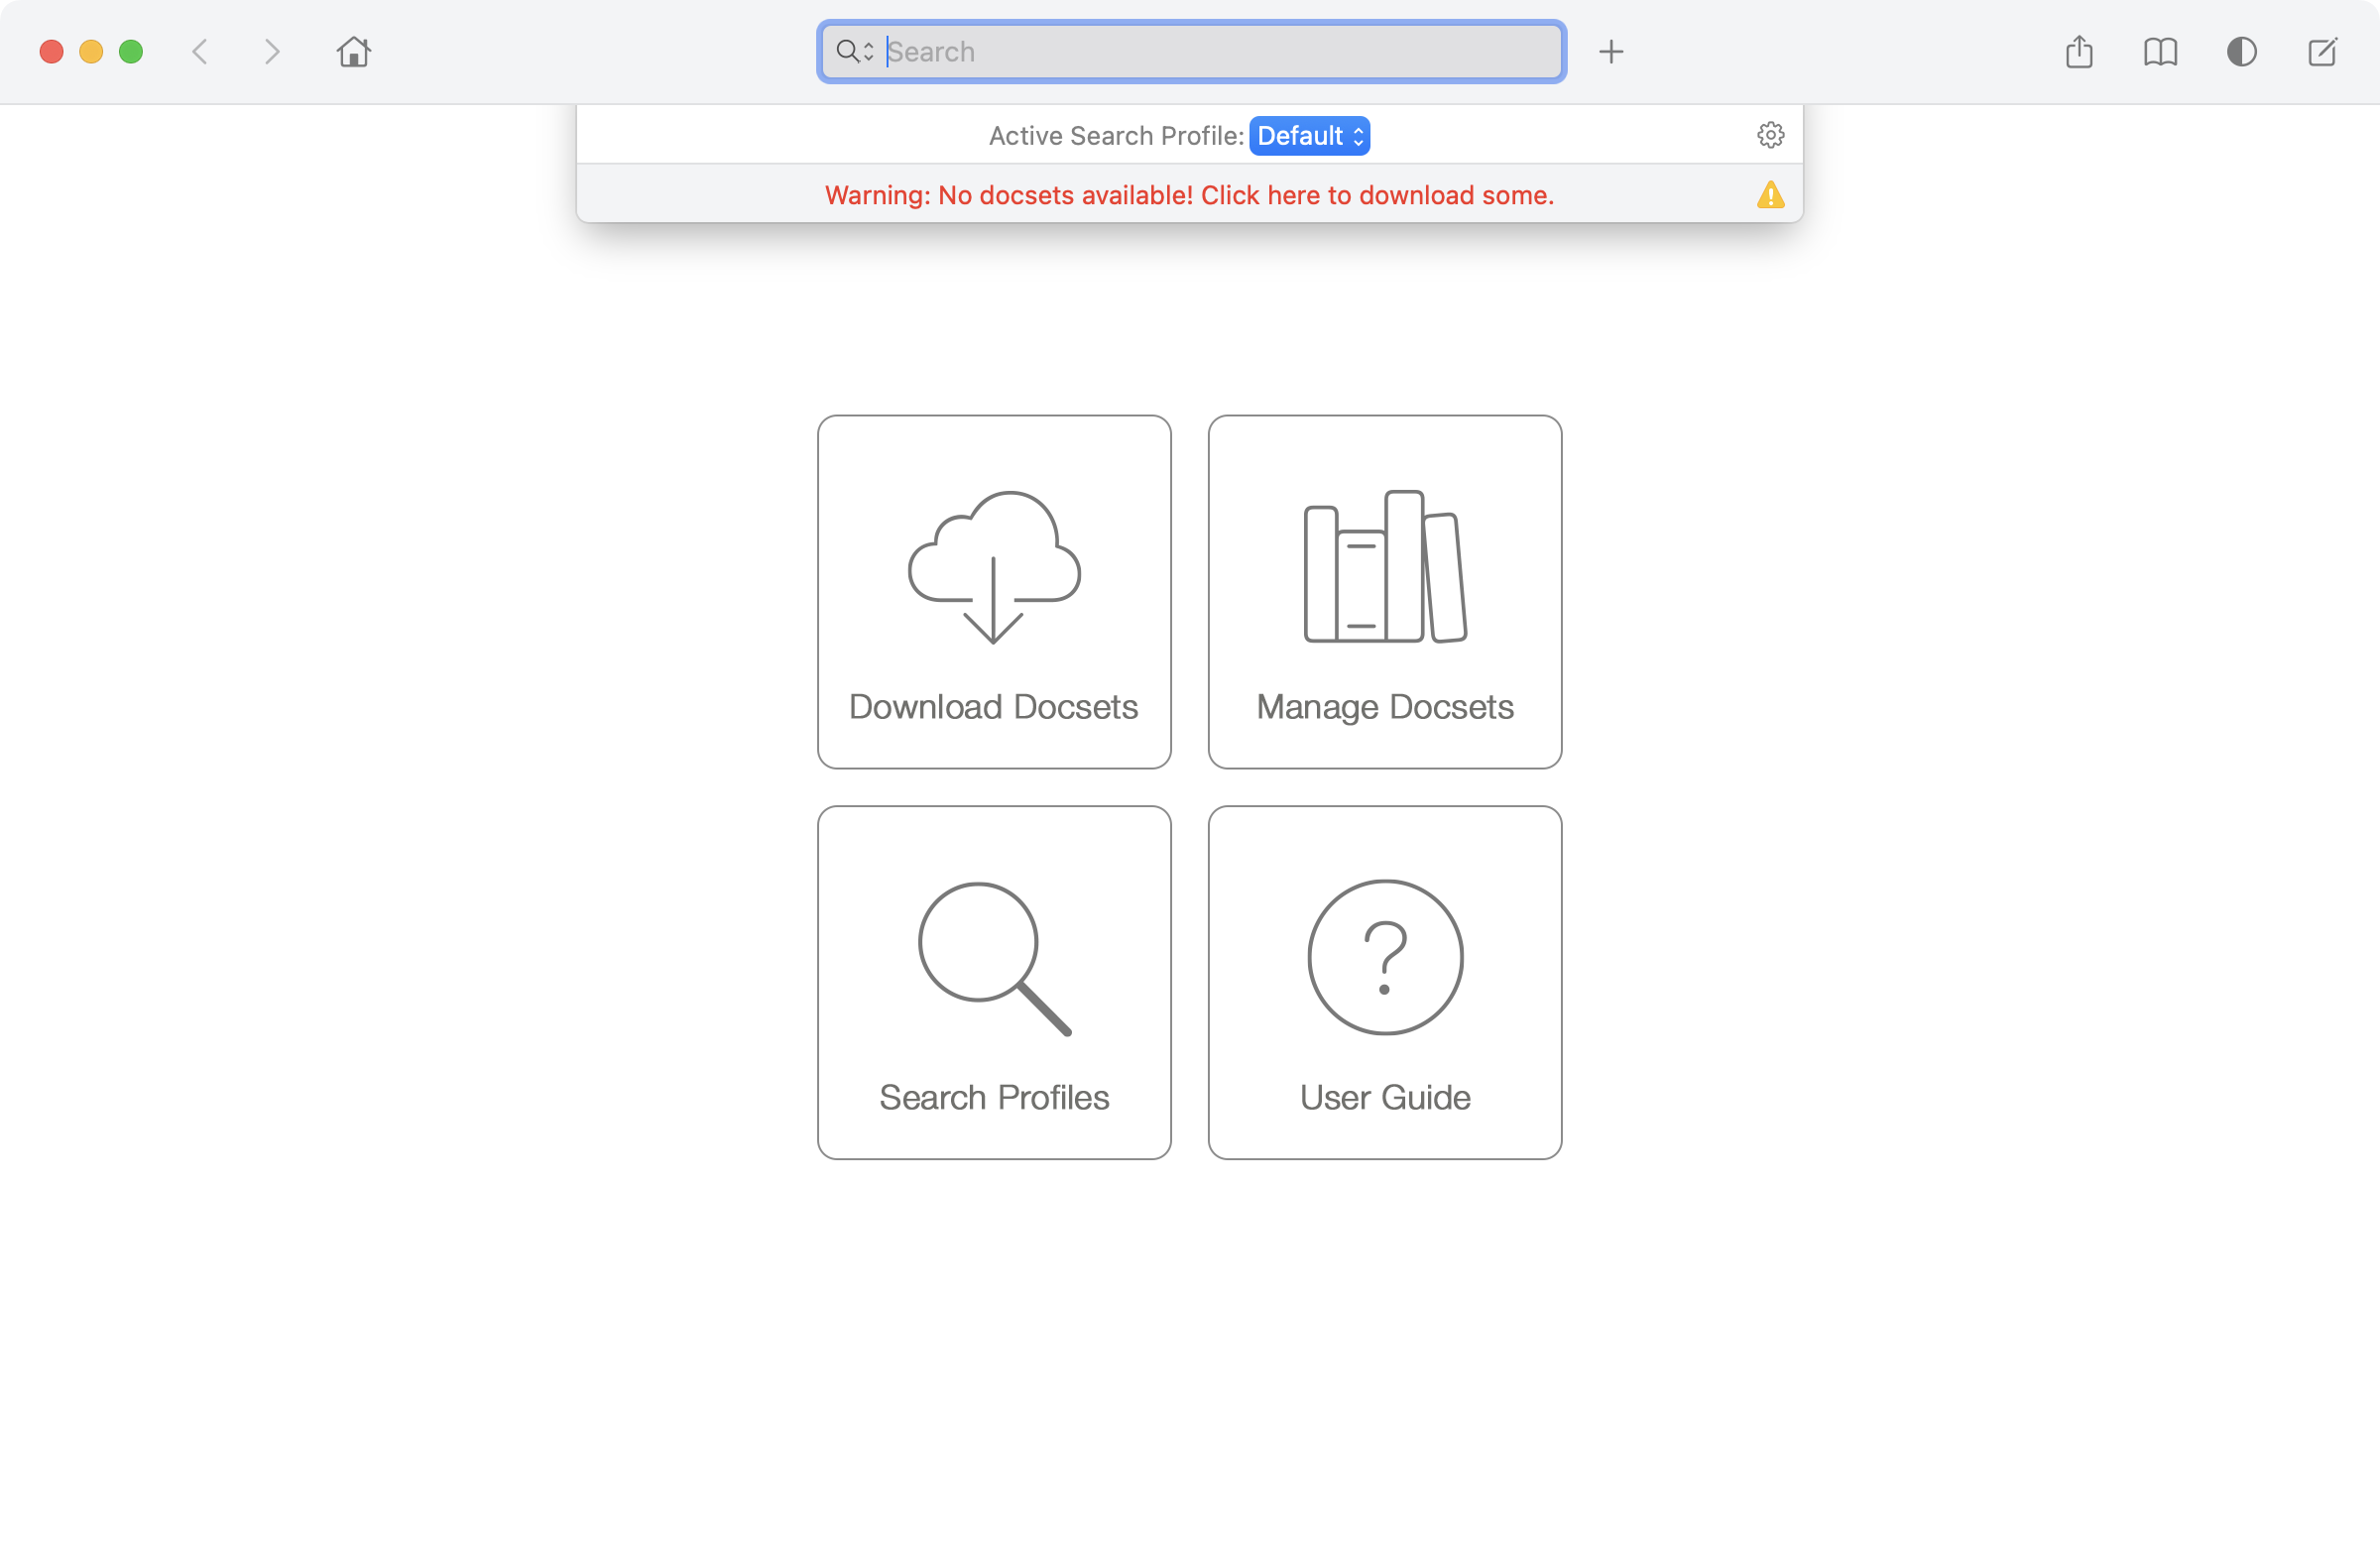 Search
Active Search Profile: Default
Warning: No docsets available! Click here to download some.
Download Docsets
Manage Docsets
Search Profiles
User Guide